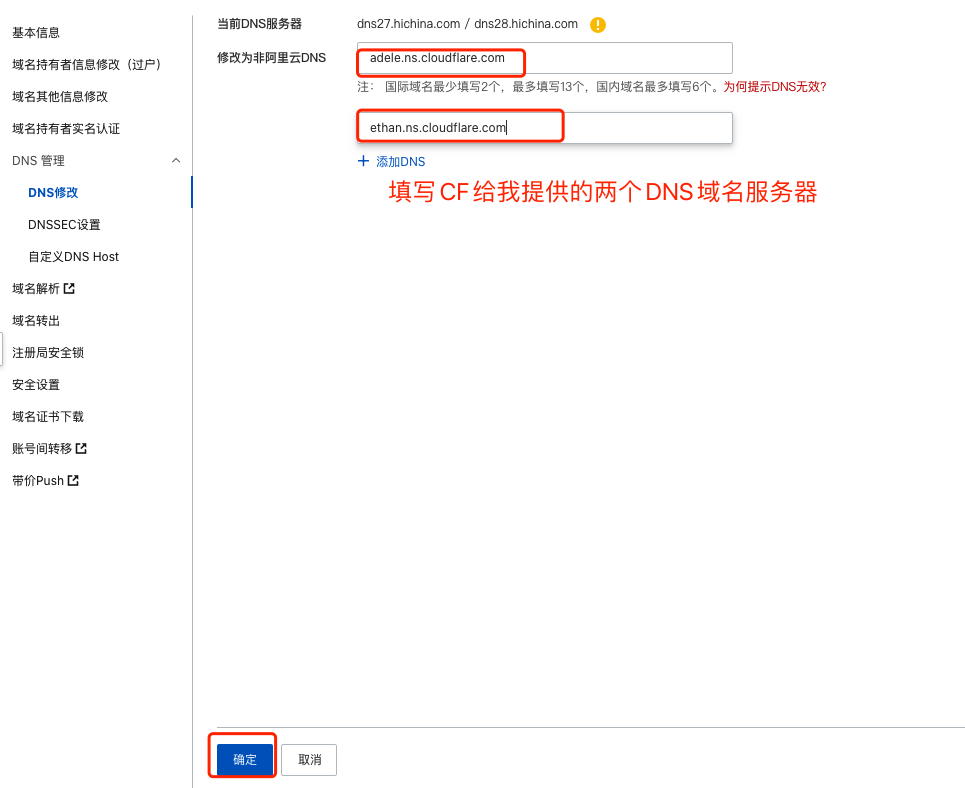 基本信息
域名持有者信息修改（过户）
域名其他信息修改
域名持有者实名认证
DNS 管理
DNS修改
DNSSEC设置
自定义DNS Host
域名解析
域名转出
注册局安全锁
安全设置
域名证书下载
账号间转移
带价Push
当前DNS服务器 dns27.hichina.com / dns28.hichina.com
修改为非阿里云DNS adele.ns.cloudflare.com
注： 国际域名最少填写2个，最多填写13个，国内域名最多填写6个。为何提示DNS无效?
ethan.ns.cloudflare.com
添加DNS
填写 CF 给我提供的两个 DNS 域名服务器
确定 取消